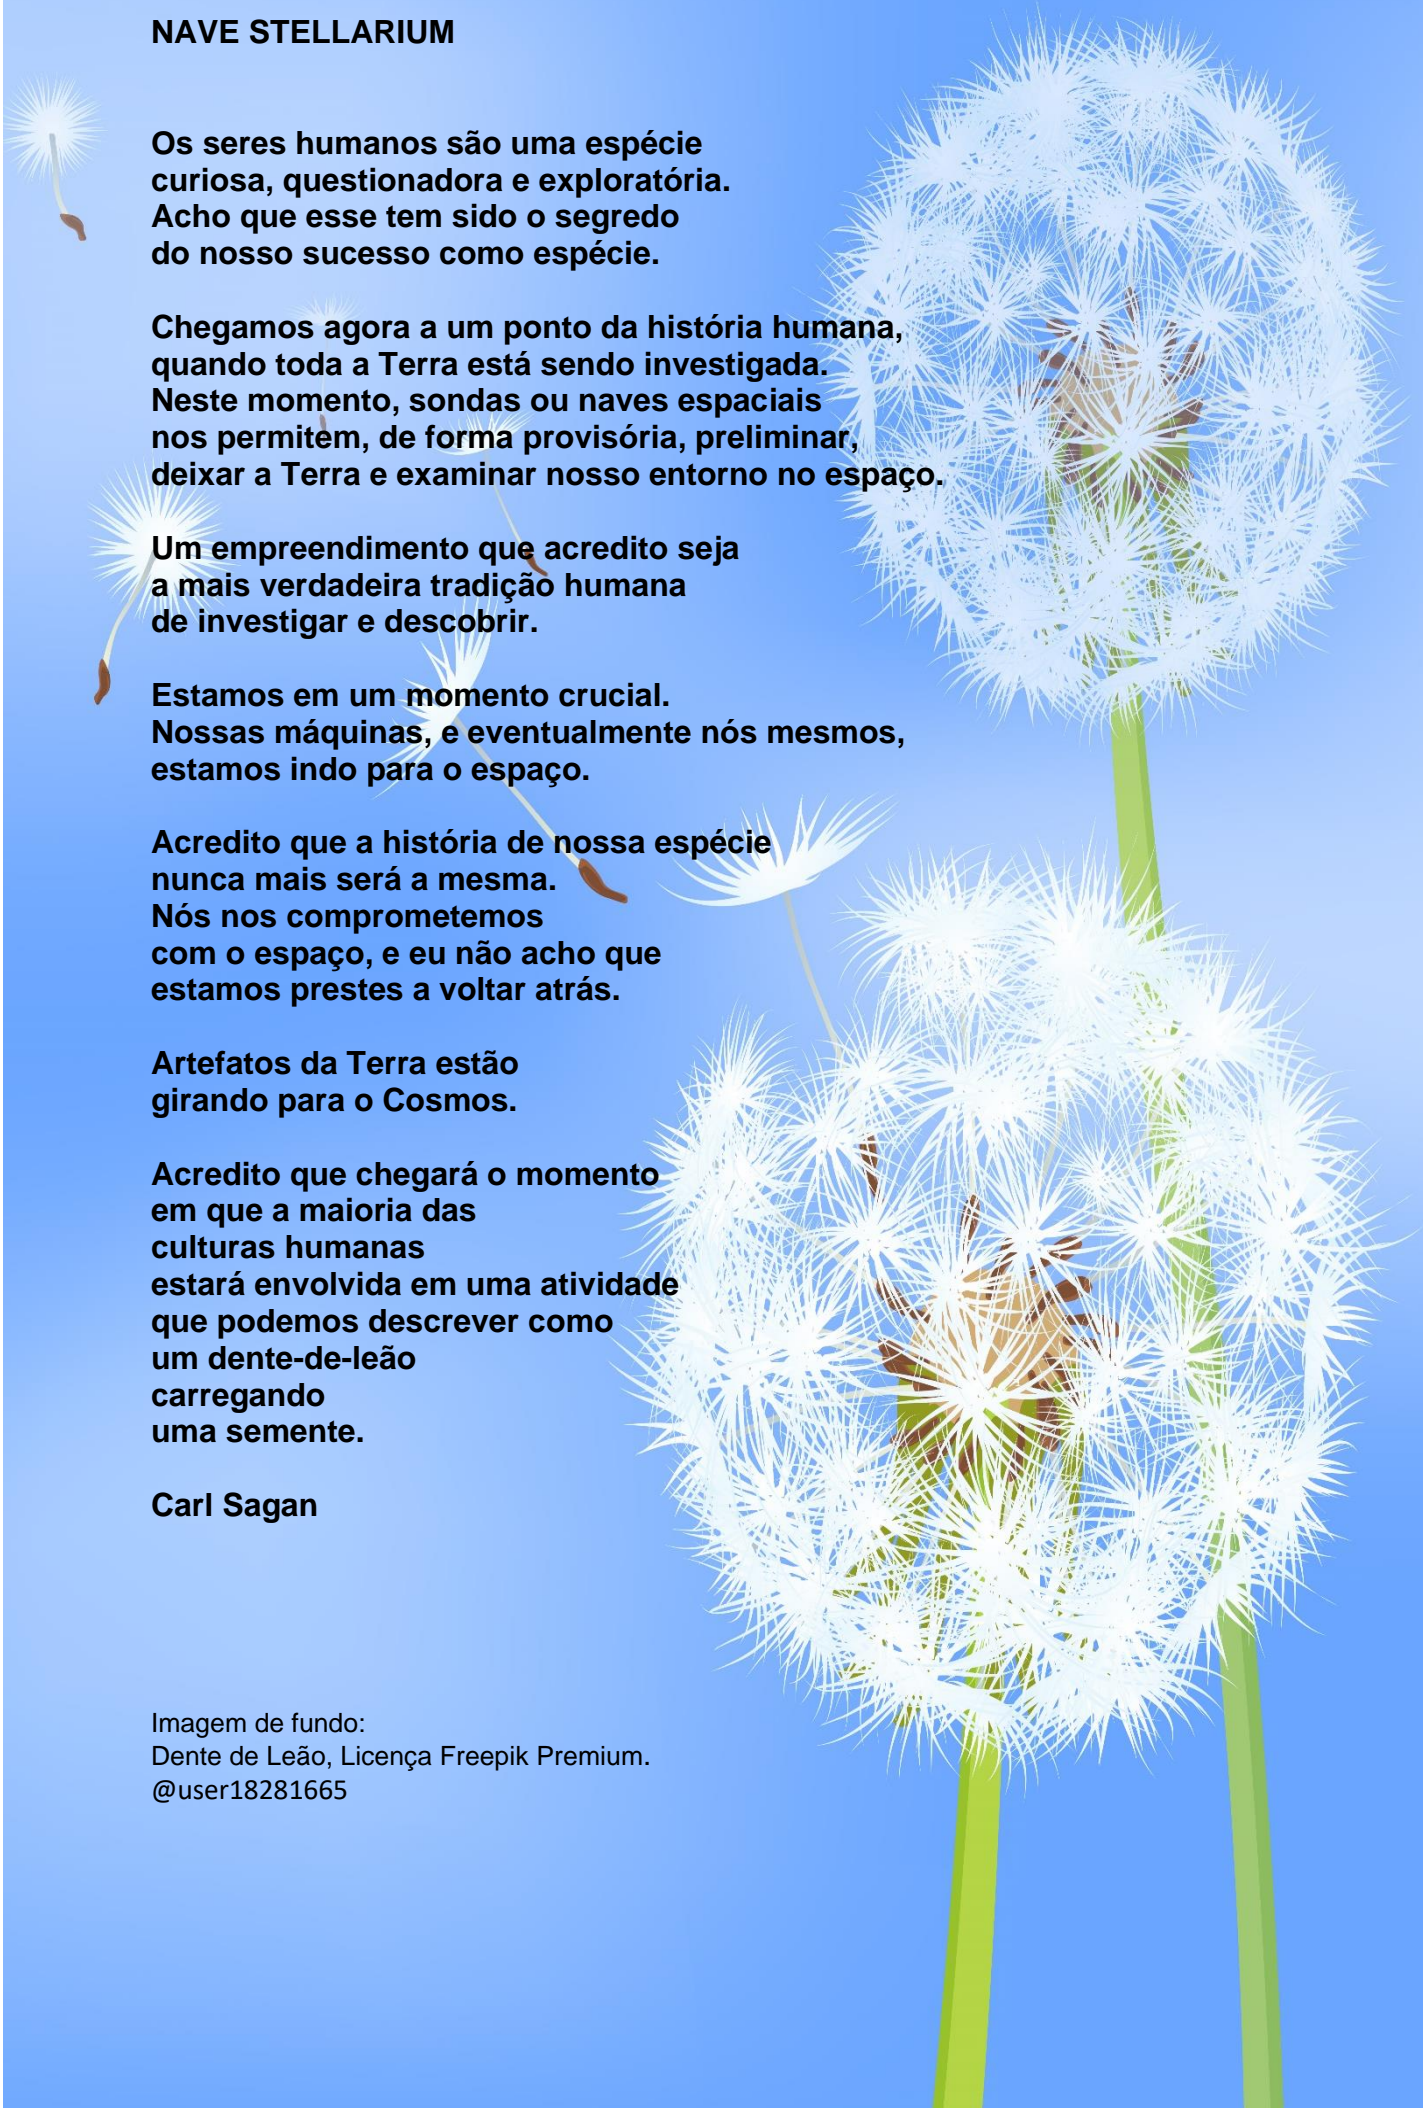 NAVE STELLARIUM
Os seres humanos são uma espécie
curiosa, questionadora e exploratória.
Acho que esse tem sido o segredo
do nosso sucesso como espécie.
Chegamos agora a um ponto da história humana,
quando toda a Terra está sendo investigada.
Neste momento, sondas ou naves espaciais
nos permitem, de forma provisória, preliminar,
deixar a Terra e examinar nosso entorno no espaço.
Um empreendimento que acredito seja
a mais verdadeira tradição humana
de investigar e descobrir.
Estamos em um momento crucial.
Nossas máquinas, e eventualmente nós mesmos,
estamos indo para o espaço.
Acredito que a história de nossa espécie
nunca mais será a mesma.
Nós nos comprometemos
com o espaço, e eu não acho que
estamos prestes a voltar atrás.
Artefatos da Terra estão
girando para o Cosmos.
Acredito que chegará o momento
em que a maioria das
culturas humanas
estará envolvida em uma atividade
que podemos descrever como
um dente-de-leão
carregando
uma semente.
Carl Sagan
Imagem de fundo:
Dente de Leão, Licença Freepik Premium.
@user18281665